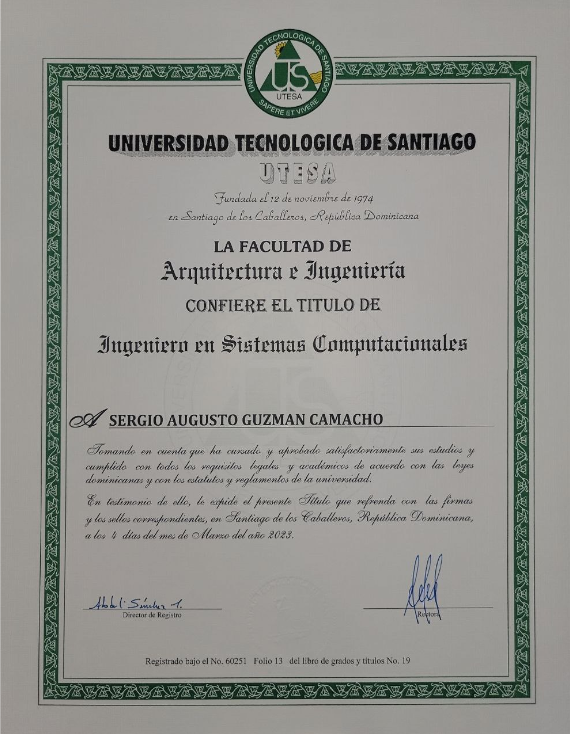 UNIVERSIDAD TECNOLOGICA DE SANTIAGO
UTESA
SAPERE ET VIVERE
UNIVERSIDAD TECNOLOGICA DE SANTIAGO
UTESA
Fundada el 12 de noviembre de 1974
en Santiago de los Caballeros, República Dominicana
LA FACULTAD DE
Arquitectura e Ingeniería
CONFIERE EL TITULO DE
Ingeniero en Sistemas Computacionales
A SERGIO AUGUSTO GUZMAN CAMACHO
Tomando en cuenta que ha cursado y aprobado satisfactoriamente sus estudios y
cumplido con todos los requisitos legales y académicos de acuerdo con las leyes
dominicanas y con los estatutos y reglamentos de la universidad.
En testimonio de ello, le expide el presente Título que refrenda con las firmas
y los sellos correspondientes, en Santiago de los Caballeros, República Dominicana,
a los 4 días del mes de Marzo del año 2023.
Director de Registro
Registrado bajo el No. 60251 Folio 13 del libro de grados y títulos No. 19